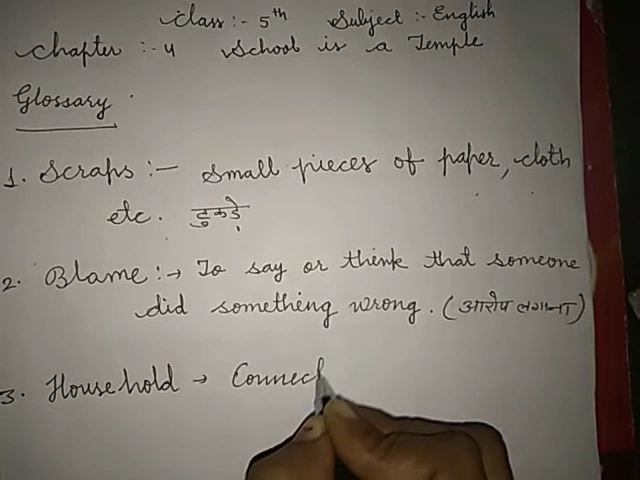 Class:- 5th Subject:- English
Chapter :- 4 School is a Temple
Glossary.
1. Scraps :- Small pieces of paper, cloth
etc. टुकड़े
2. Blame :→ To say or think that someone
did something wrong. (आरोप लगाना)
3. Household → Connect